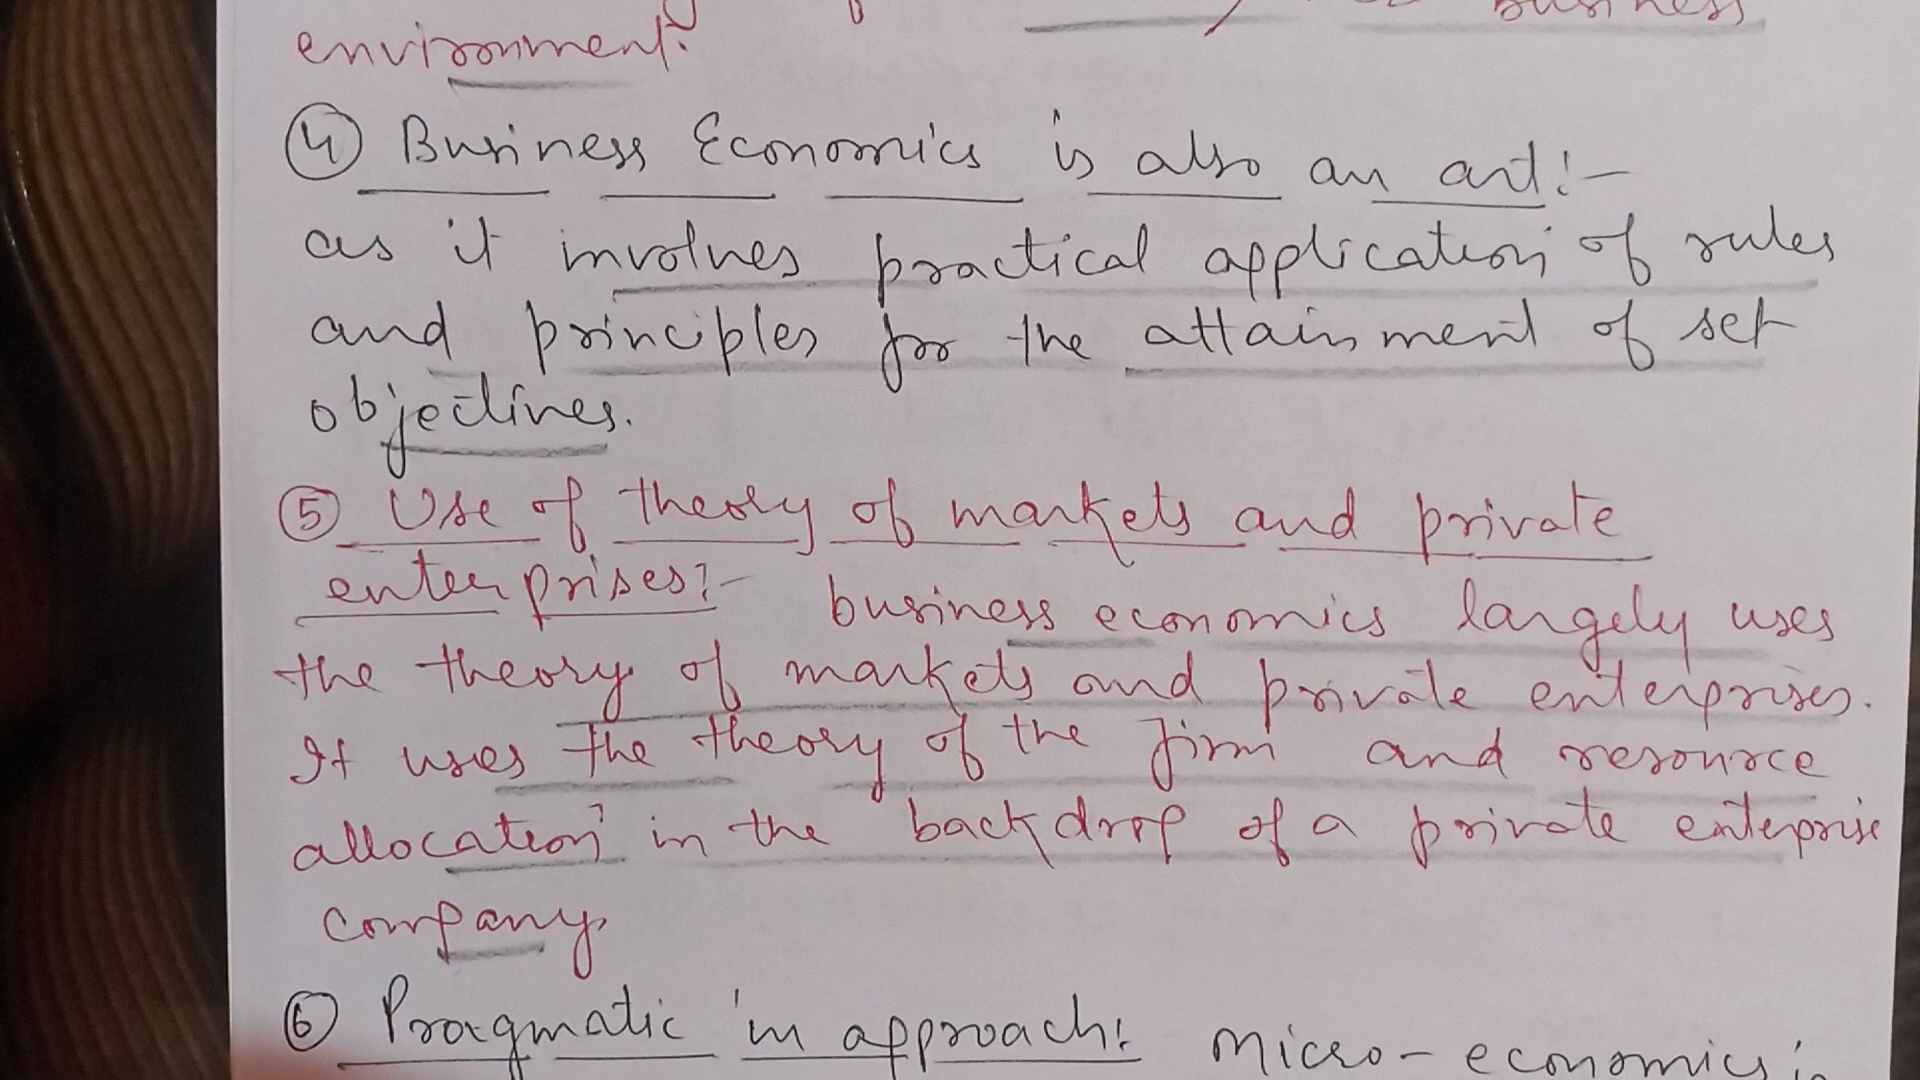 business
environment.
④ Business Economics is also an art:-
as it involves practical application of rules
and principles for the attainment of set
objectives.
⑤ Use of theory of markets and private
enterprises:- business economics largely uses
the theory of markets and private enterprises.
It uses the theory of the firm and resource
allocation in the backdrop of a private enterprise
company.
⑥ Pragmatic in approach: Micro-economics is